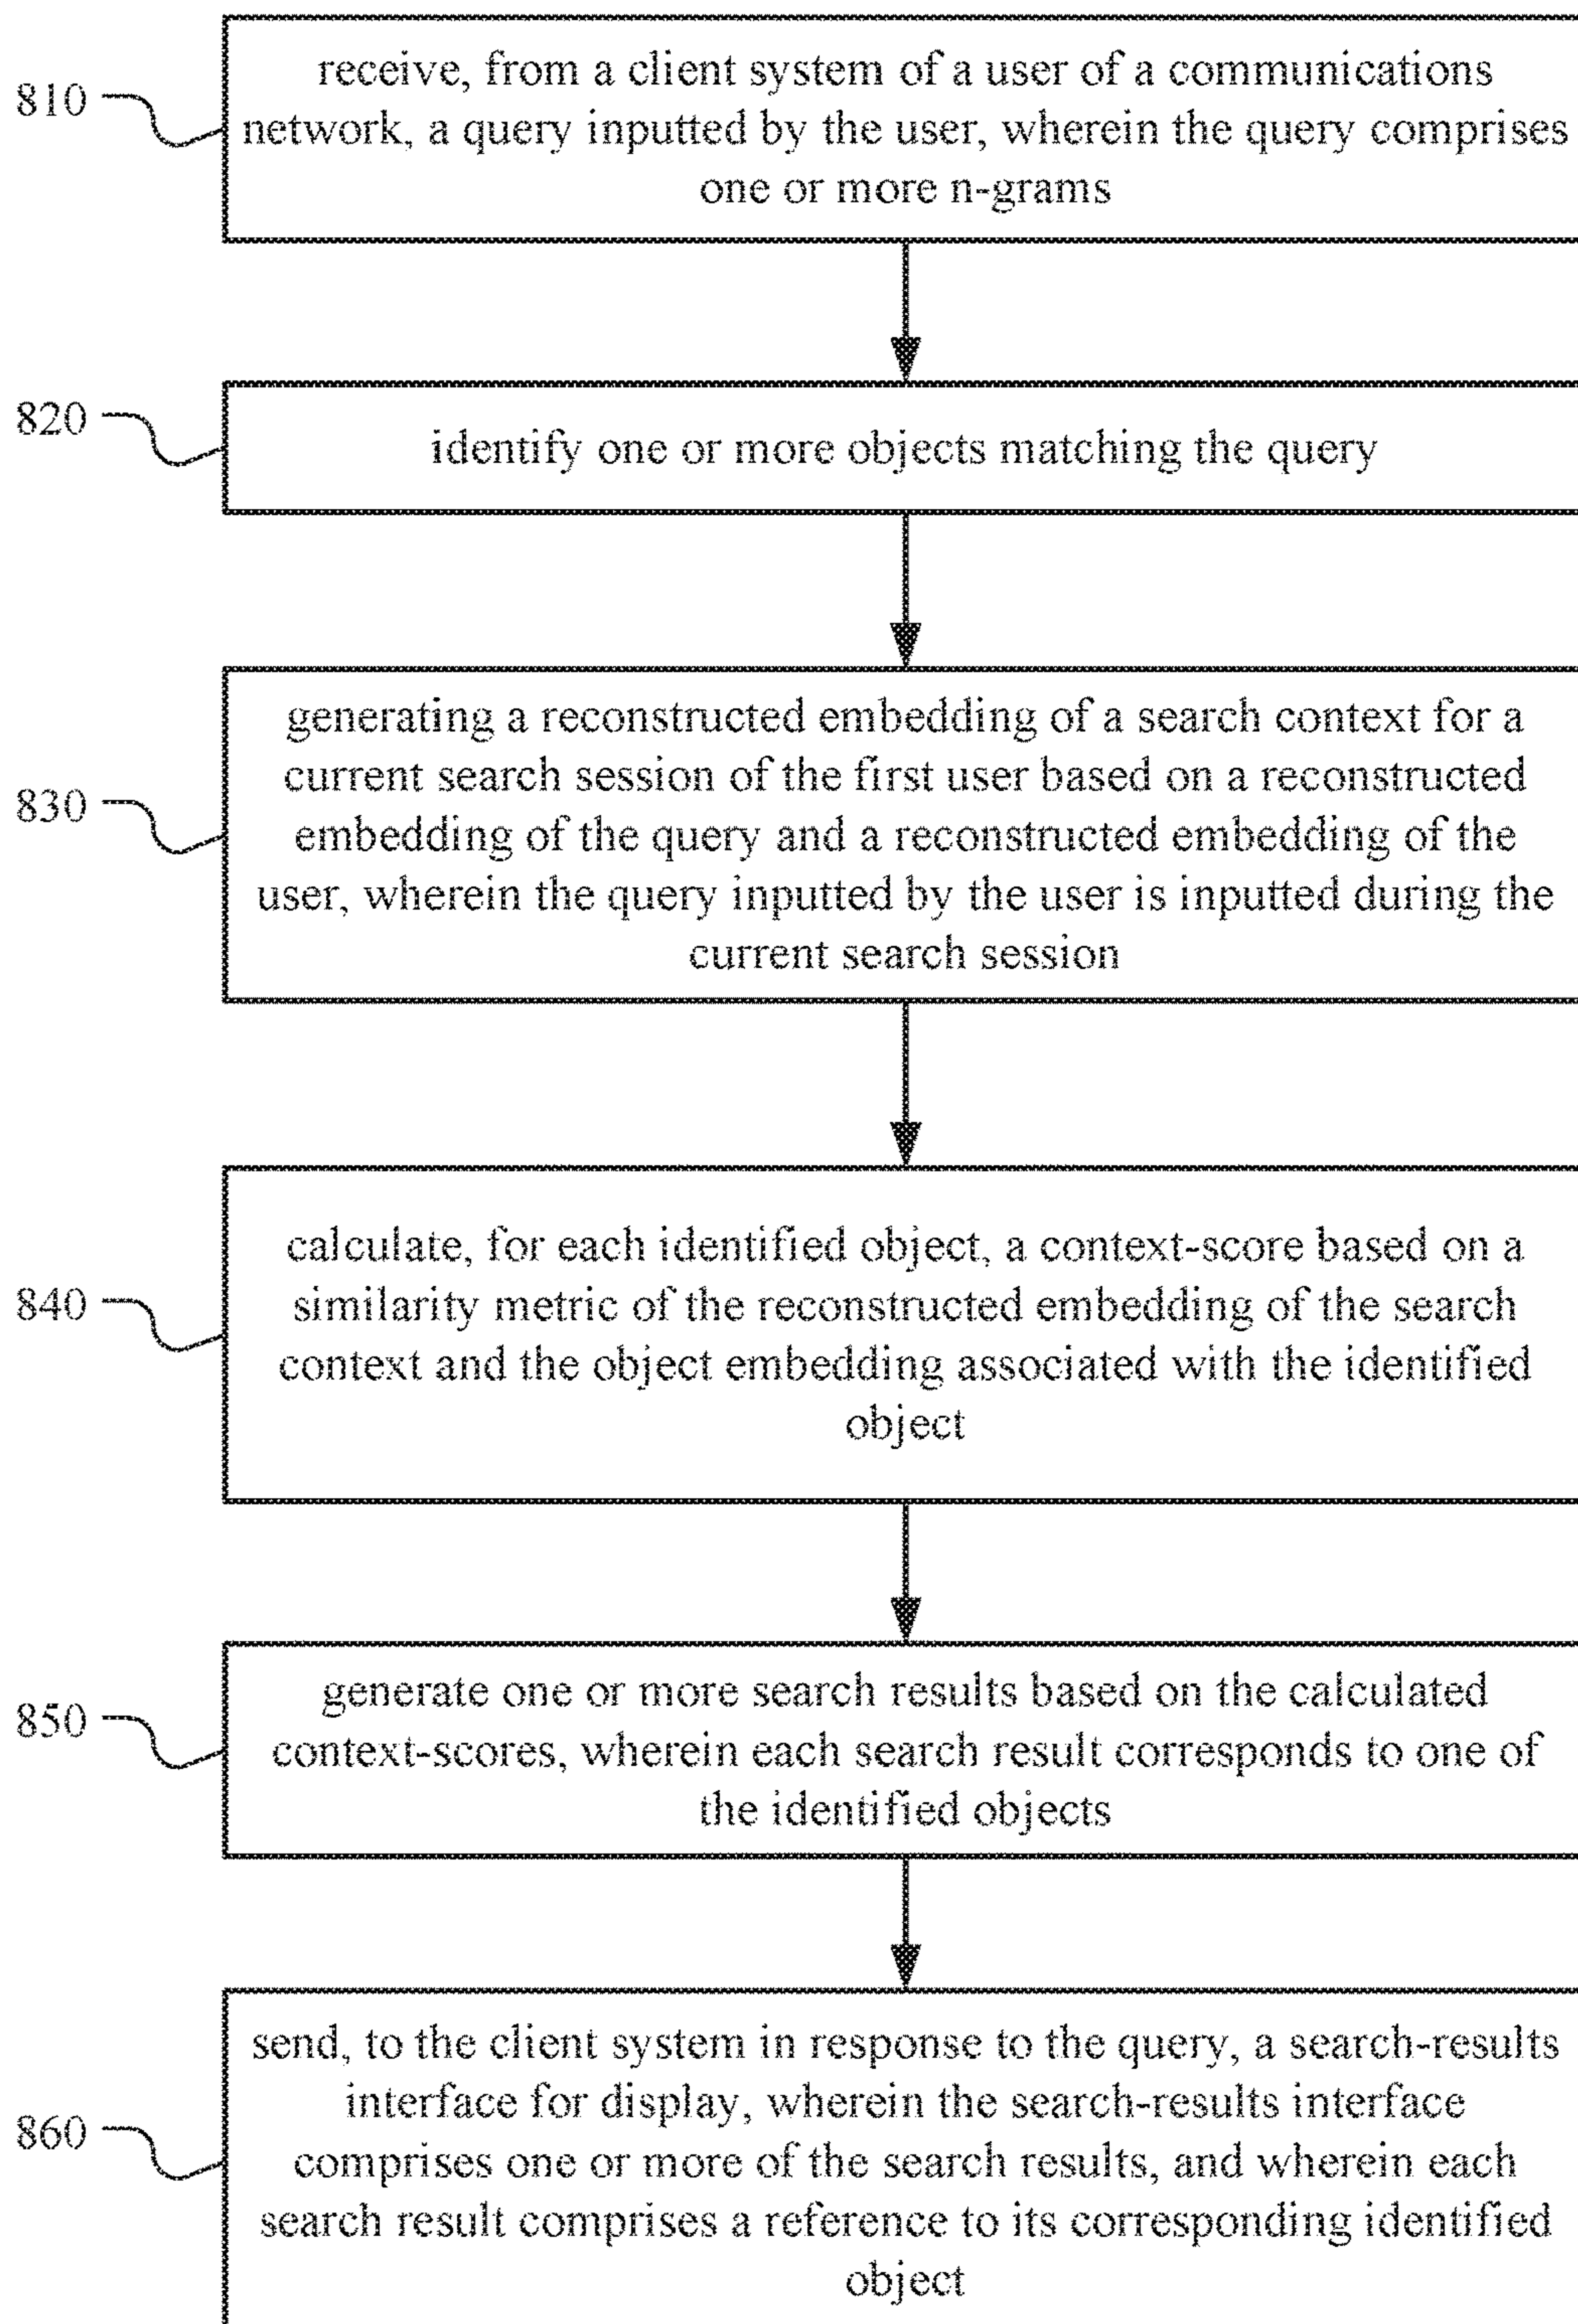 receive, from a client system of a user of a communications
810
network, a query inputted by the user, wherein the query comprises
one or more n-grams
820
identify one or more objects matching the query
generating a reconstructed embedding of a search context for a
current search session of the first user based on a reconstructed
830
embedding of the query and a reconstructed embedding of the
user, wherein the query inputted by the user is inputted during the
current search session
calculate, for each identified object, a context-score based on a
840
similarity metric of the reconstructed embedding of the search
context and the object embedding associated with the identified
object
generate one or more search results based on the calculated
850
context-scores, wherein each search result corresponds to one of
the identified objects
send, to the client system in response to the query, a search-results
interface for display, wherein the search-results interface
860
comprises one or more of the search results, and wherein each
search result comprises a reference to its corresponding identified
object